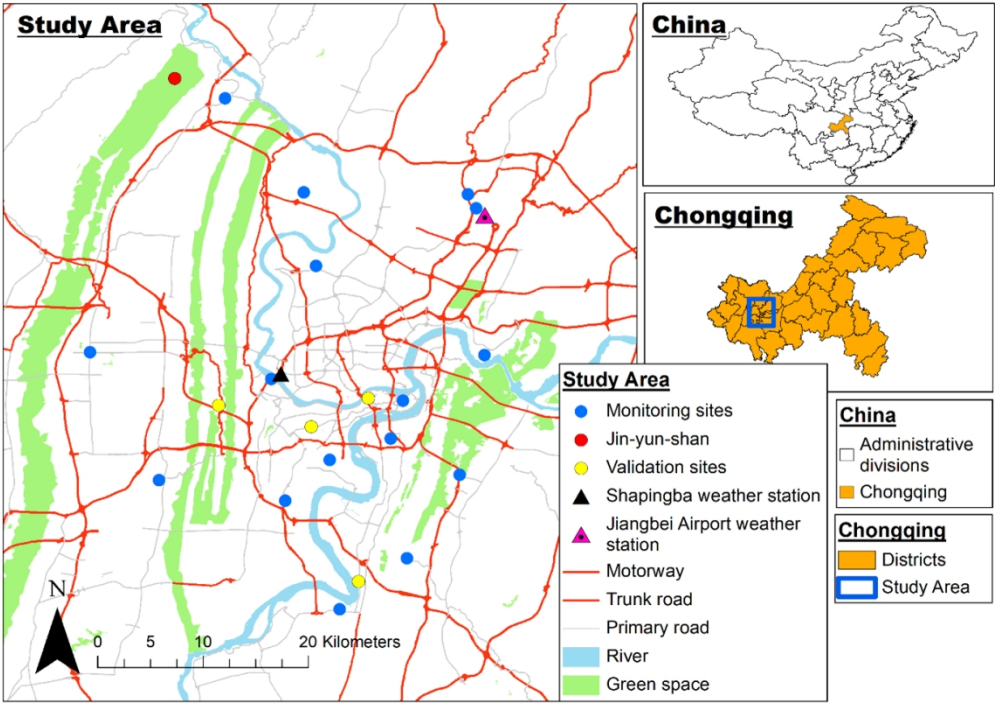 Study Area
N
0 5 10 20 Kilometers
China
Chongqing
Study Area
Monitoring sites
Jin-yun-shan
Validation sites
Shapingba weather station
Jiangbei Airport weather
station
Motorway
Trunk road
Primary road
River
Green space
China
Administrative
divisions
Chongqing
Chongqing
Districts
Study Area